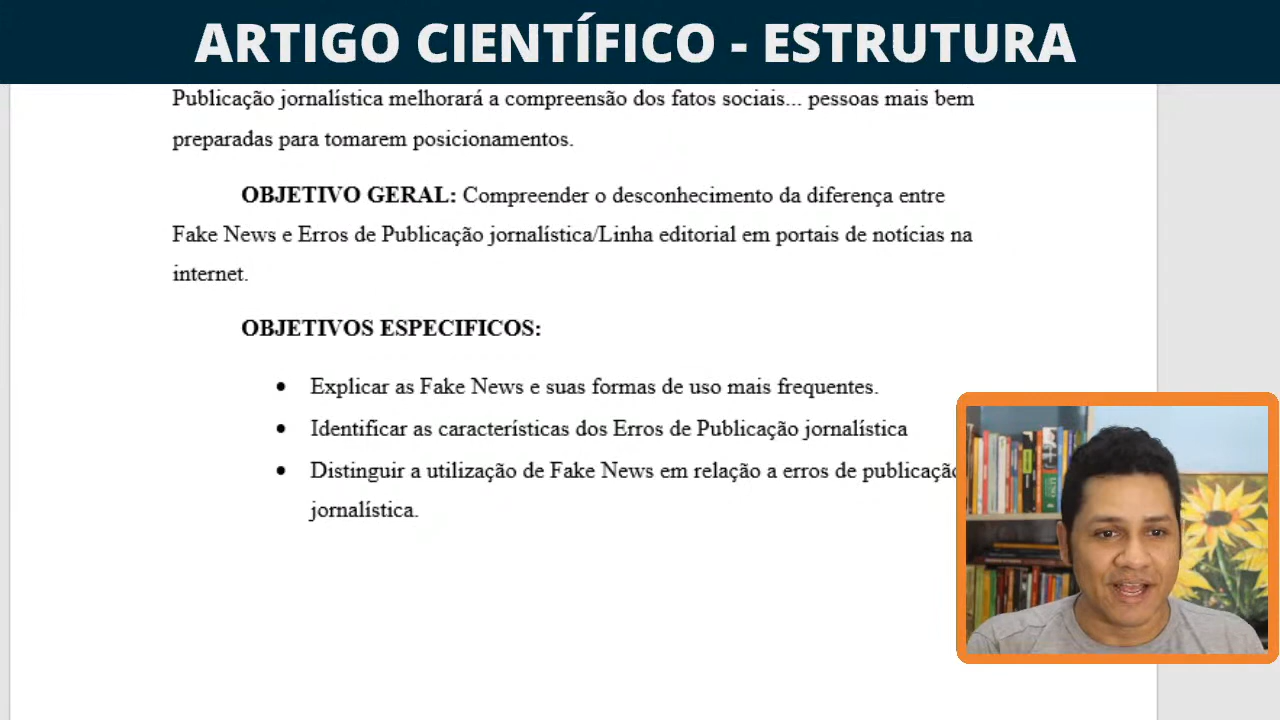 ARTIGO CIENTÍFICO - ESTRUTURA
Publicação jornalística melhorará a compreensão dos fatos sociais... pessoas mais bem
preparadas para tomarem posicionamentos.
OBJETIVO GERAL: Compreender o desconhecimento da diferença entre
Fake News e Erros de Publicação jornalística/Linha editorial em portais de notícias na
internet.
OBJETIVOS ESPECIFICOS:
• Explicar as Fake News e suas formas de uso mais frequentes.
• Identificar as características dos Erros de Publicação jornalística
• Distinguir a utilização de Fake News em relação a erros de publicação
jornalística.